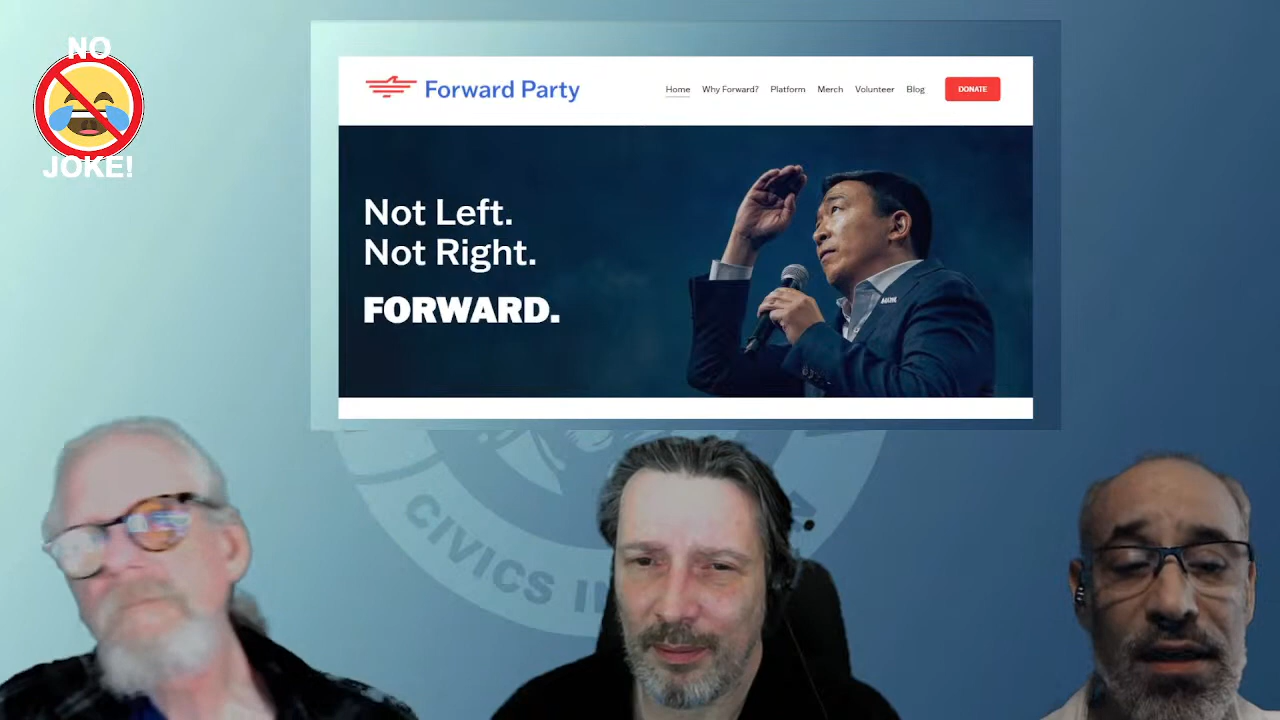 NO
JOKE!
Forward Party
Home Why Forward? Platform Merch Volunteer Blog DONATE
Not Left.
Not Right.
FORWARD.
CIVICS